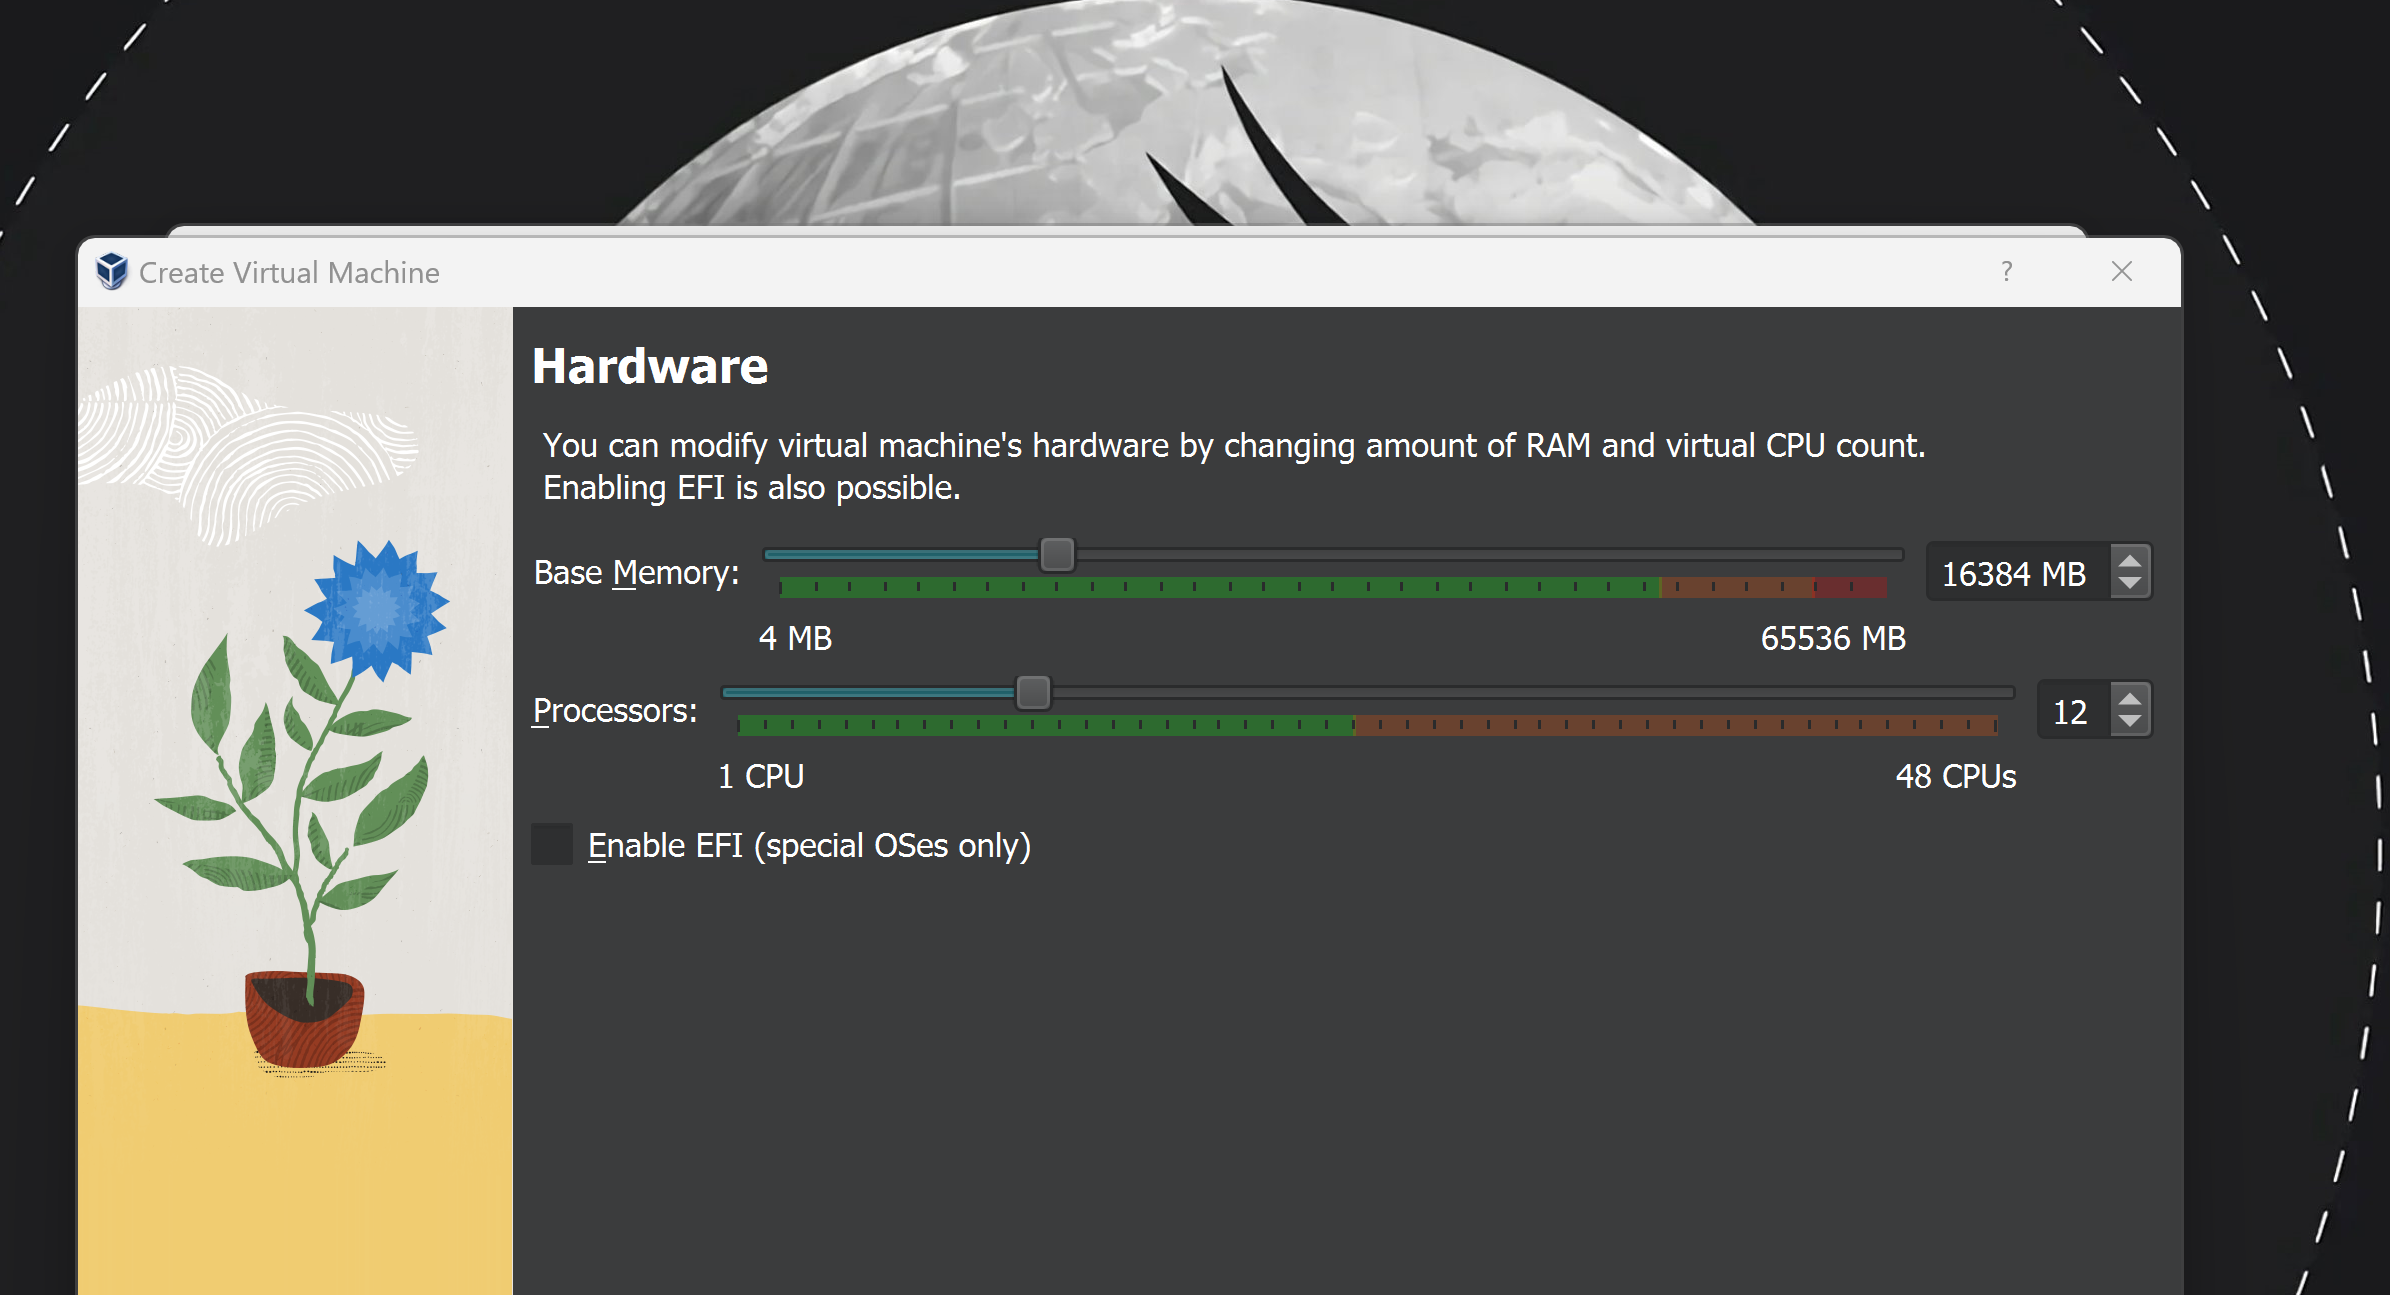 Create Virtual Machine
?
Hardware
You can modify virtual machine's hardware by changing amount of RAM and virtual CPU count.
Enabling EFI is also possible.
Base Memory:
16384 MB
4 MB
65536 MB
Processors:
12
1 CPU
48 CPUs
Enable EFI (special OSes only)